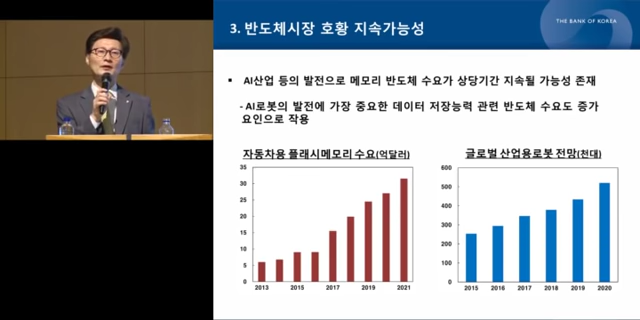 3. 반도체시장 호황 지속가능성
THE BANK OF KOREA
▪ AI산업 등의 발전으로 메모리 반도체 수요가 상당기간 지속될 가능성 존재
- AI로봇의 발전에 가장 중요한 데이터 저장능력 관련 반도체 수요도 증가
요인으로 작용
자동차용 플래시메모리 수요(억달러)
35
30
25
20
15
10
5
0
2013 2015 2017 2019 2021
글로벌 산업용로봇 전망(천대)
600
500
400
300
200
100
0
2015 2016 2017 2018 2019 2020